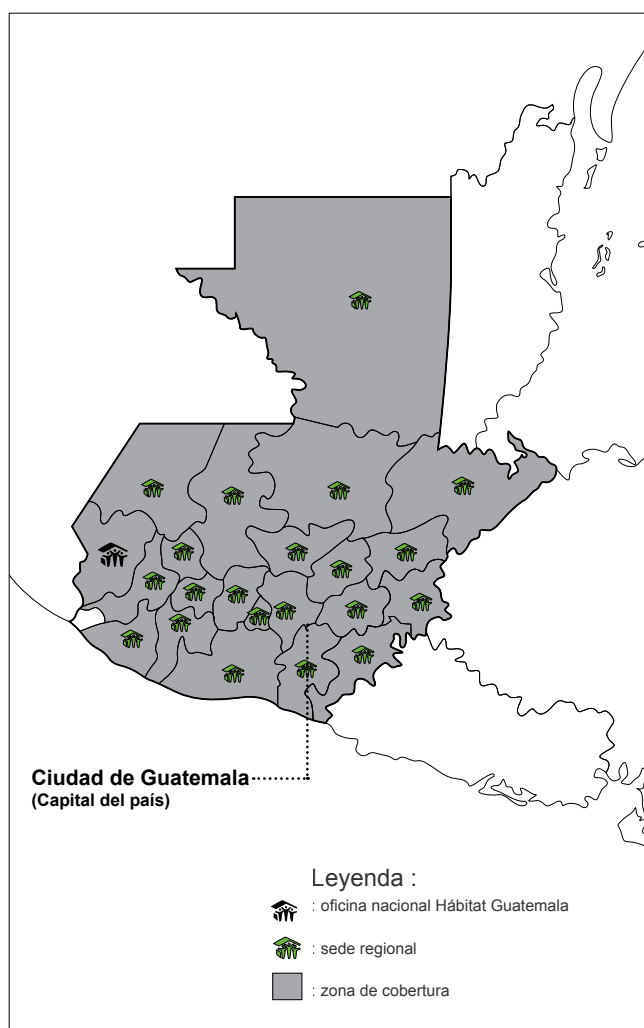 Ciudad de Guatemala
(Capital del país)
Leyenda :
: oficina nacional Hábitat Guatemala
: sede regional
: zona de cobertura